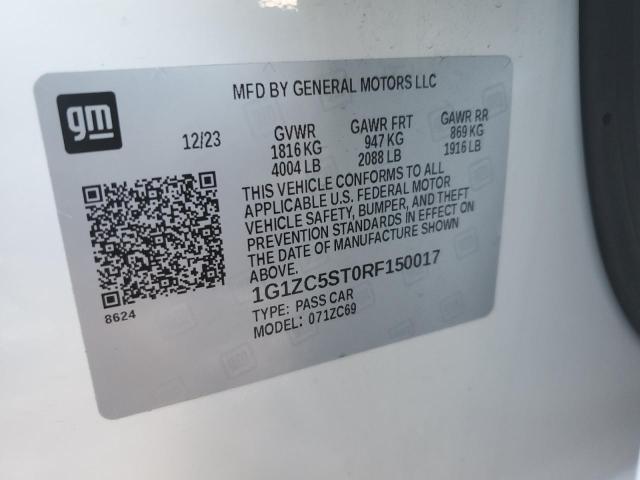 gm
MFD BY GENERAL MOTORS LLC
12/23 GVWR GAWR FRT GAWR RR
1816 KG 947 KG 869 KG
4004 LB 2088 LB 1916 LB
THIS VEHICLE CONFORMS TO ALL
APPLICABLE U.S. FEDERAL MOTOR
VEHICLE SAFETY, BUMPER, AND THEFT
PREVENTION STANDARDS IN EFFECT ON
THE DATE OF MANUFACTURE SHOWN
ABOVE.
1G1ZC5ST0RF150017
8624
TYPE: PASS CAR
MODEL: 071ZC69